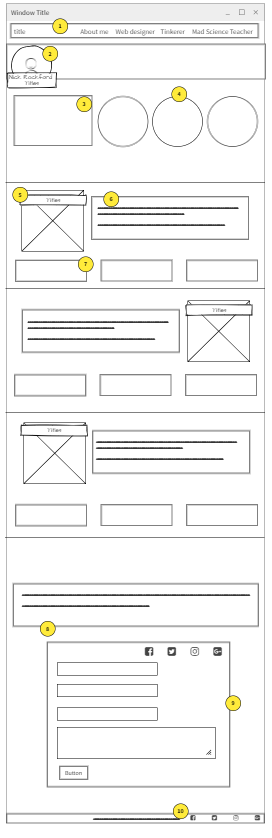 Window Title
1
title About me Web designer Tinkerer Mad Science Teacher
2
Nick Rockford
Titles
3
4
5
Titles
6
7
Titles
Titles
8
9
Button
10